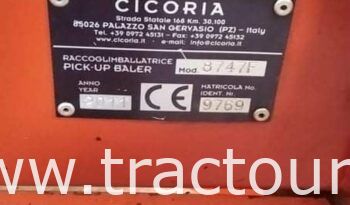 CICORIA
Strada Statale 168 Km. 30,100
85026 PALAZZO SAN GERVASIO (PZ) - Italy
Tel. +39 0972 45131 - Fax +39 0972 45132
www.cicoria.it - e-mail: info@cicoria.it
RACCOGLIMBALLATRICE
PICK-UP BALER
Mod. 8747F
ANNO
YEAR 2011
CE
MATRICOLA No.
IDENT. Nr. 9769
www.tractour